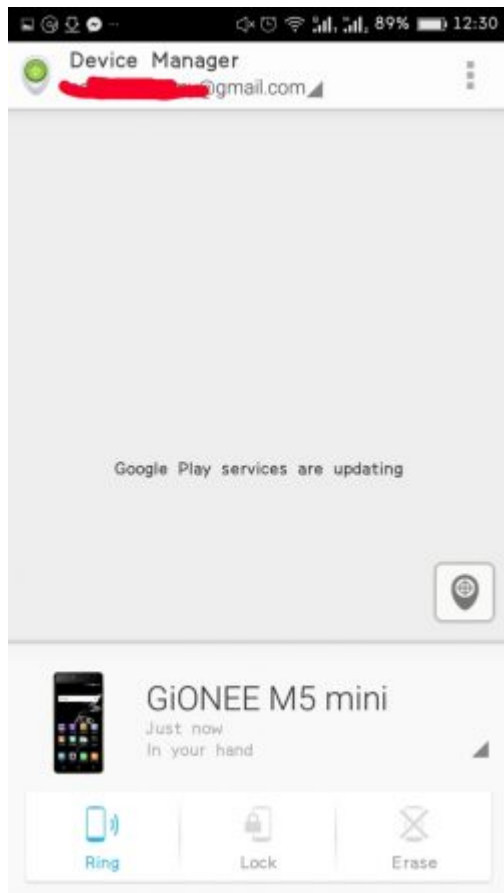 89% 12:30
Device Manager
@gmail.com
Google Play services are updating
GiONEE M5 mini
Just now
In your hand
Ring
Lock
Erase